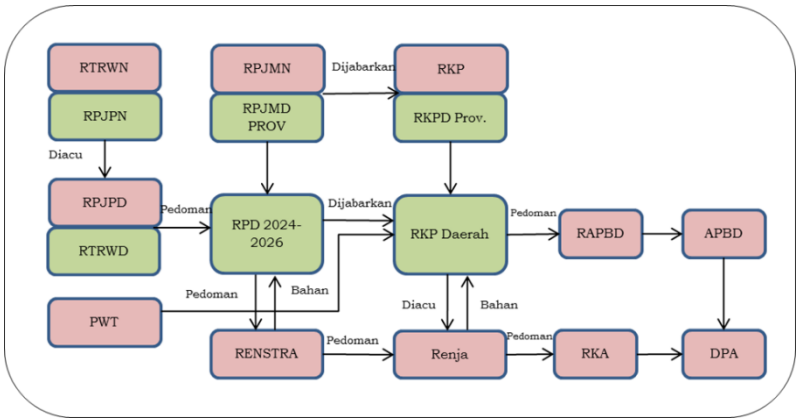 RTRWN
RPJPN
Diacu
RPJPD
RTRWD
PWT
RPJMN
RPJMD
PROV
Dijabarkan
RKP
RKPD Prov.
Pedoman
RPD 2024-
2026
Dijabarkan
RKP Daerah
Pedoman
RAPBD
APBD
Pedoman
Bahan
Diacu
Bahan
RENSTRA
Pedoman
Renja
Pedoman
RKA
DPA